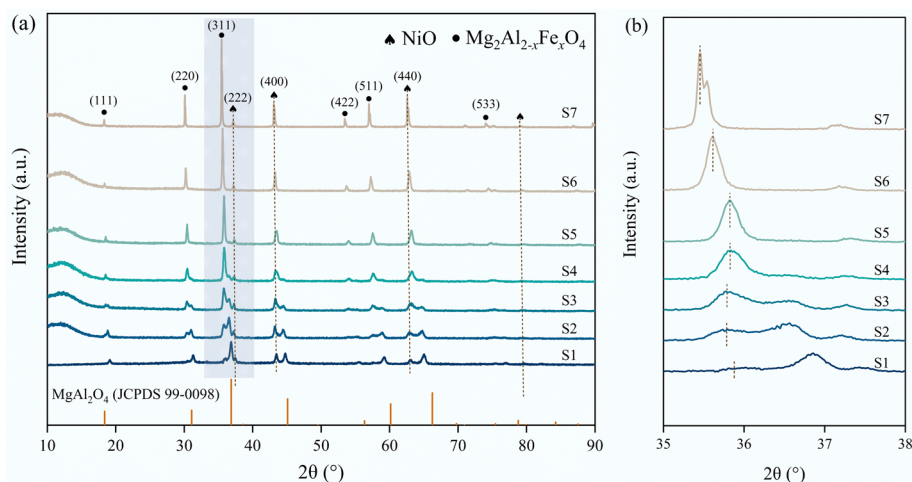 (a)
(311)
♠ NiO ● Mg₂Al₂₋ₓFeₓO₄
(220)
(400)
(440)
(111)
(222)
(422)
(511)
(533)
S7
S6
S5
S4
S3
S2
S1
MgAl₂O₄ (JCPDS 99-0098)
Intensity (a.u.)
10 20 30 40 50 60 70 80 90
2θ (°)
(b)
S7
S6
S5
S4
S3
S2
S1
Intensity (a.u.)
35 36 37 38
2θ (°)